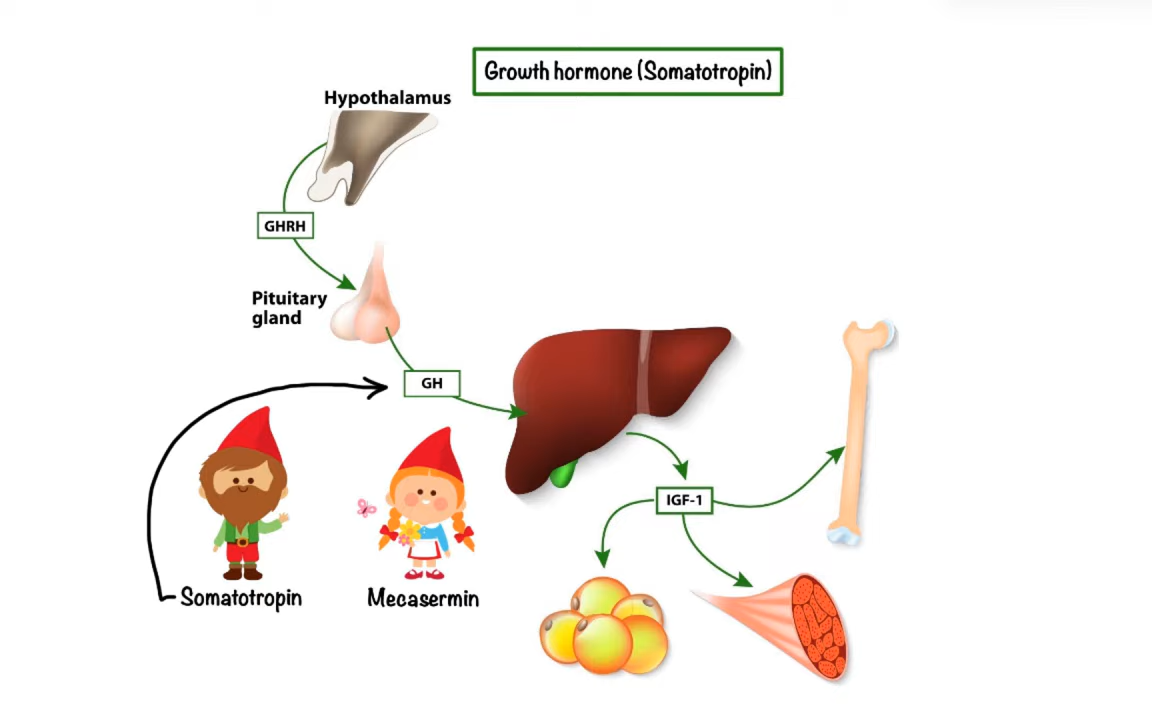 Growth hormone (Somatotropin)
Hypothalamus
GHRH
Pituitary
gland
GH
IGF-1
Somatotropin
Mecasermin